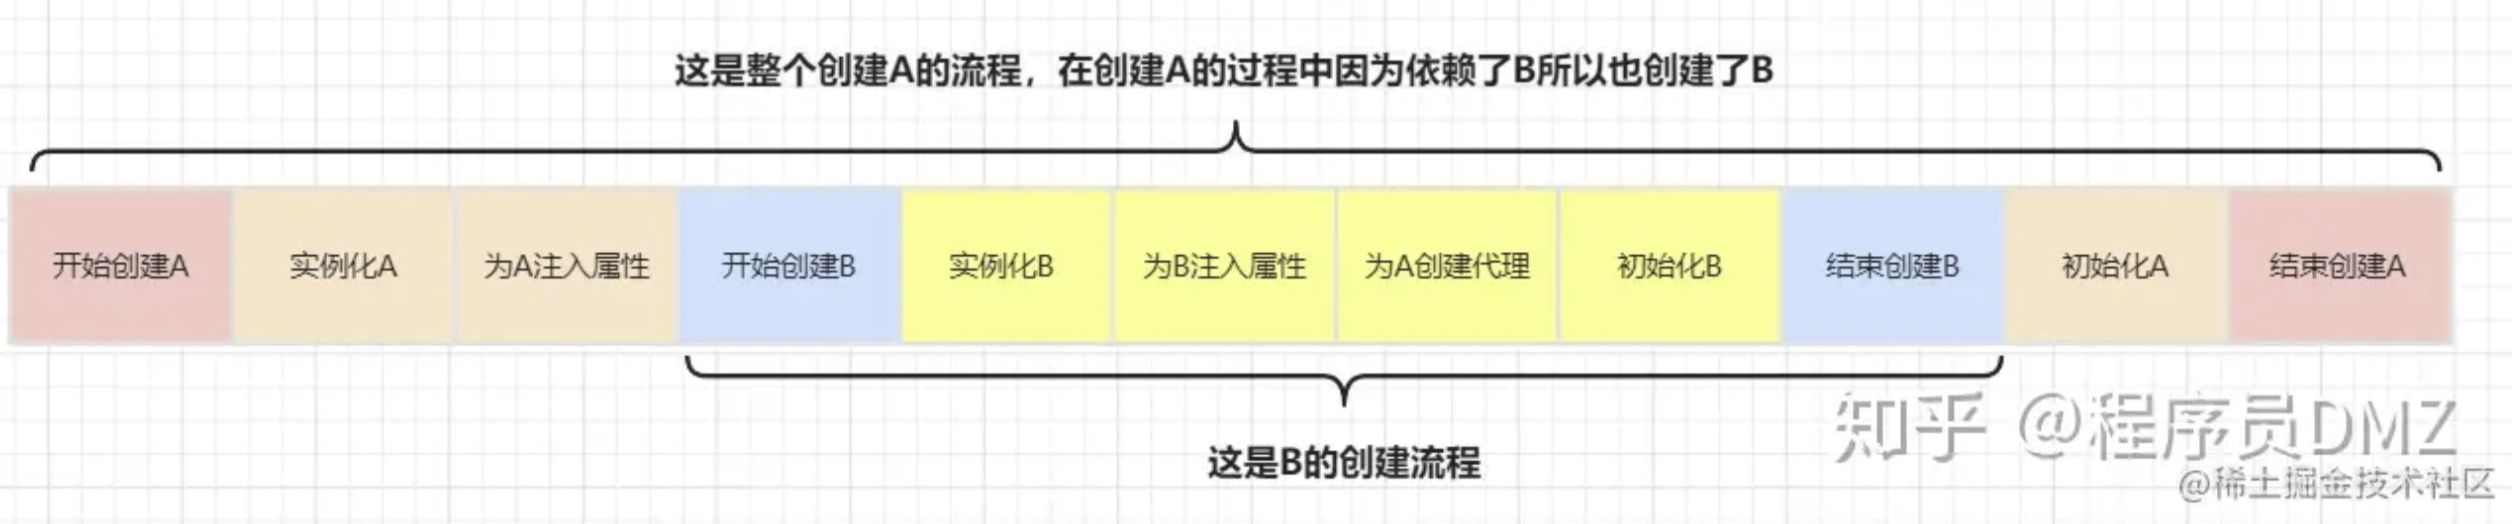 这是整个创建A的流程，在创建A的过程中因为依赖了B所以也创建了B
开始创建A 实例化A 为A注入属性 开始创建B 实例化B 为B注入属性 为A创建代理 初始化B 结束创建B 初始化A 结束创建A
这是B的创建流程
知乎 @程序员DMZ
@稀土掘金技术社区